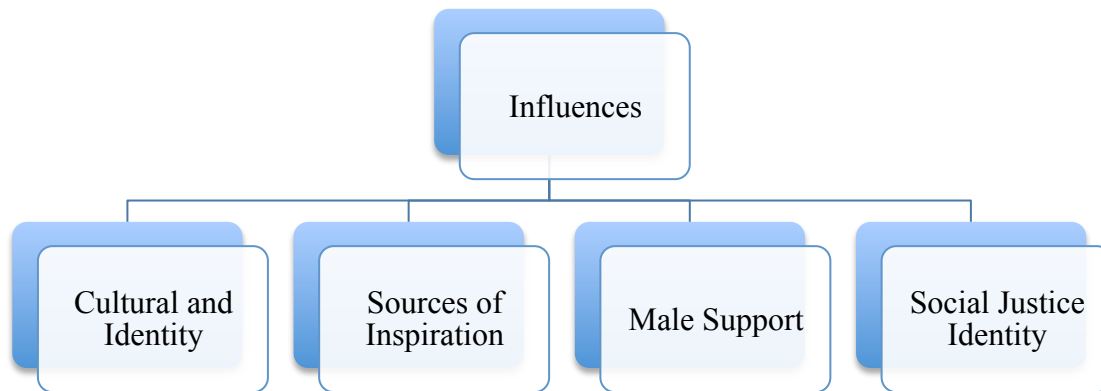 Influences
Cultural and
Identity
Sources of
Inspiration
Male Support
Social Justice
Identity